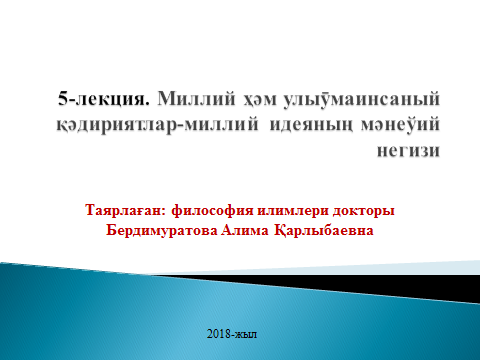 5-лекция. Миллий ҳәм улыўмаинсаный
қәдириятлар-миллий идеяның мәнеўий
негизи
Таярлаған: философия илимлери докторы
Бердимуратова Алима Қарлыбаевна
2018-жыл